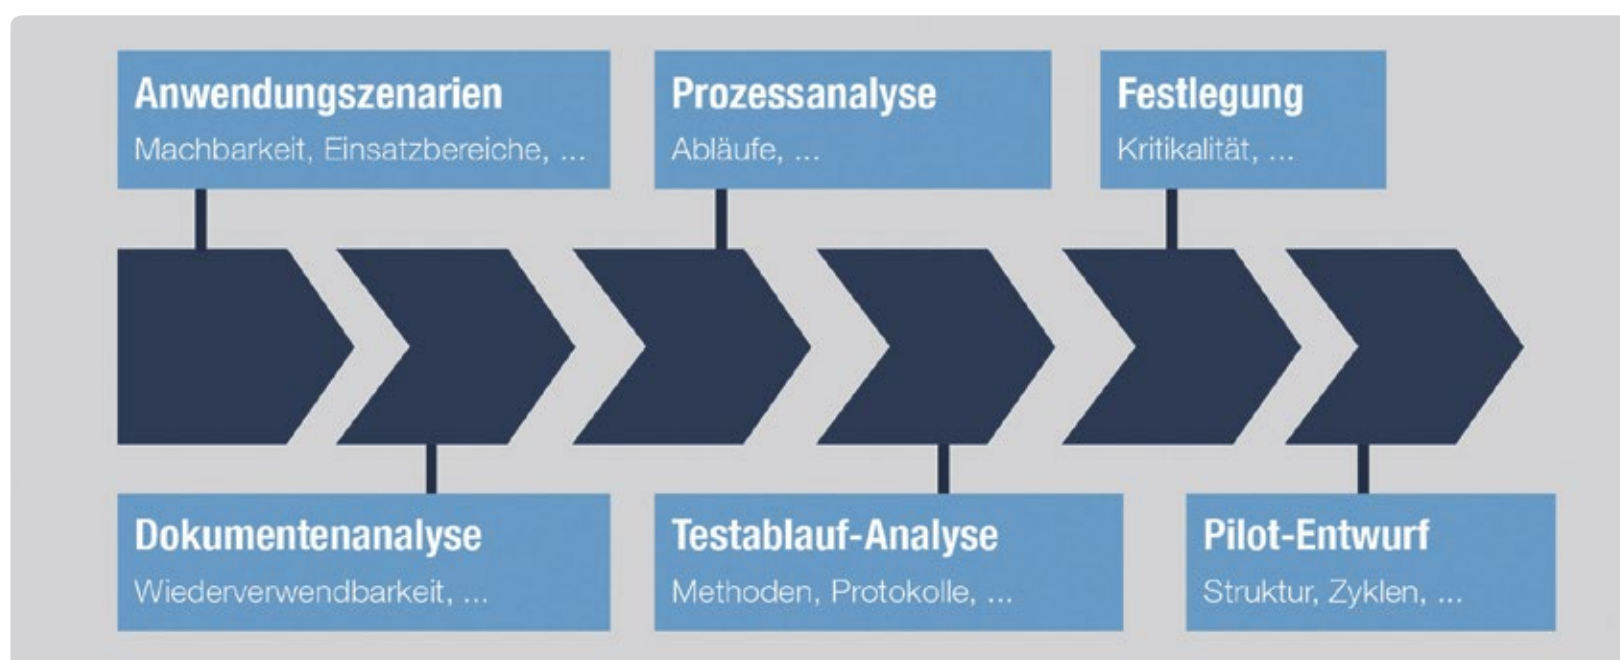 Anwendungszenarien
Machbarkeit, Einsatzbereiche, ...
Prozessanalyse
Abläufe, ...
Festlegung
Kritikalität, ...
Dokumentenanalyse
Wiederverwendbarkeit, ...
Testablauf-Analyse
Methoden, Protokolle, ...
Pilot-Entwurf
Struktur, Zyklen, ...